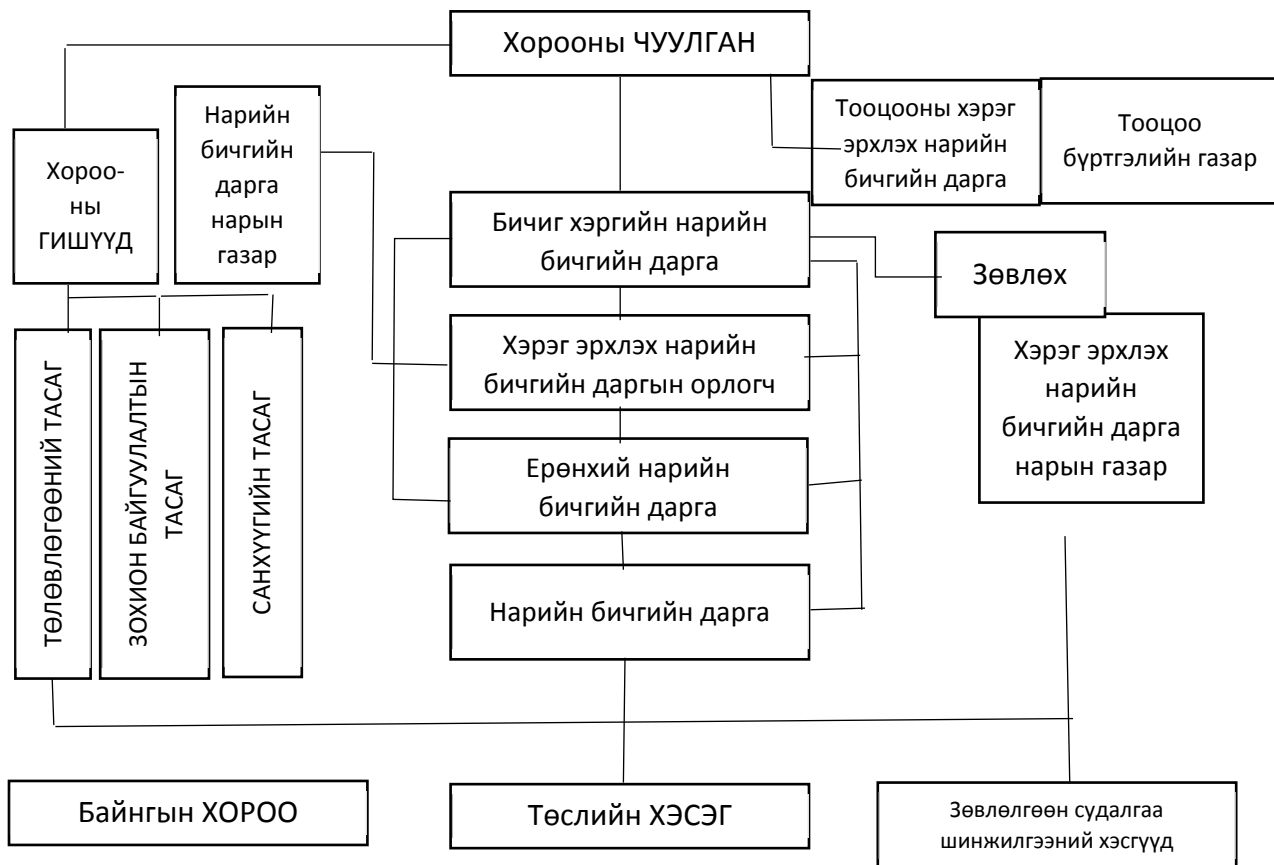 Хорооны ЧУУЛГАН
Нарийн
бичгийн
дарга
нарын
газар
Тооцооны хэрэг
эрхлэх нарийн
бичгийн дарга
Тооцоо
бүртгэлийн газар
Хороо-
ны
ГИШҮҮД
Бичиг хэргийн нарийн
бичгийн дарга
Зөвлөх
Хэрэг эрхлэх нарийн
бичгийн даргын орлогч
Хэрэг эрхлэх
нарийн
бичгийн дарга
нарын газар
ТӨЛӨВЛӨГӨӨНИЙ ТАСАГ
ЗОХИОН БАЙГУУЛАЛТЫН
ТАСАГ
САНХҮҮГИЙН ТАСАГ
Ерөнхий нарийн
бичгийн дарга
Нарийн бичгийн дарга
Байнгын ХОРОО
Төслийн ХЭСЭГ
Зөвлөлгөөн судалгаа
шинжилгээний хэсгүүд